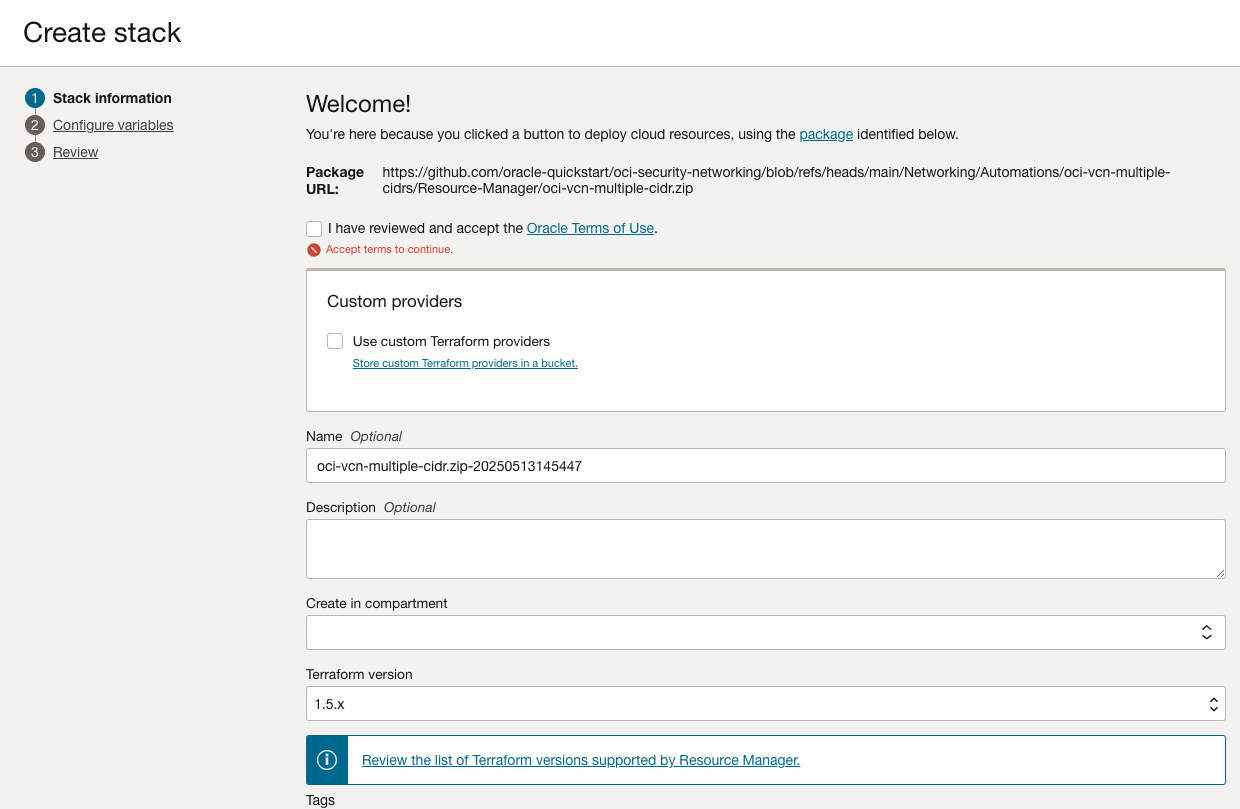 Create stack
1 Stack information
2 Configure variables
3 Review
Welcome!
You're here because you clicked a button to deploy cloud resources, using the package identified below.
Package URL: https://github.com/oracle-quickstart/oci-security-networking/blob/refs/heads/main/Networking/Automations/oci-vcn-multiple-
cidrs/Resource-Manager/oci-vcn-multiple-cidr.zip
I have reviewed and accept the Oracle Terms of Use.
Accept terms to continue.
Custom providers
Use custom Terraform providers
Store custom Terraform providers in a bucket.
Name Optional
oci-vcn-multiple-cidr.zip-20250513145447
Description Optional
Create in compartment
Terraform version
1.5.x
Review the list of Terraform versions supported by Resource Manager.
Tags